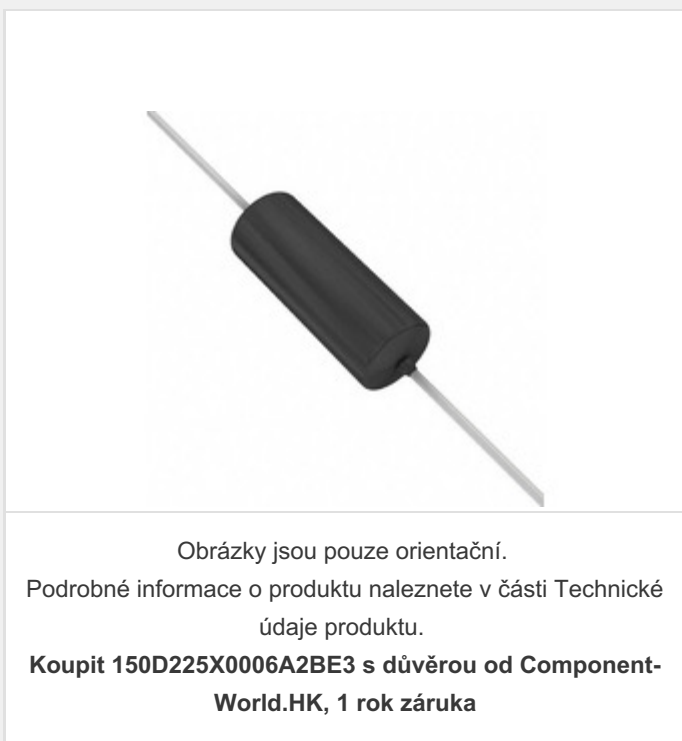 Obrázky jsou pouze orientační.
Podrobné informace o produktu naleznete v části Technické
údaje produktu.
Koupit 150D225X0006A2BE3 s důvěrou od Component-
World.HK, 1 rok záruka